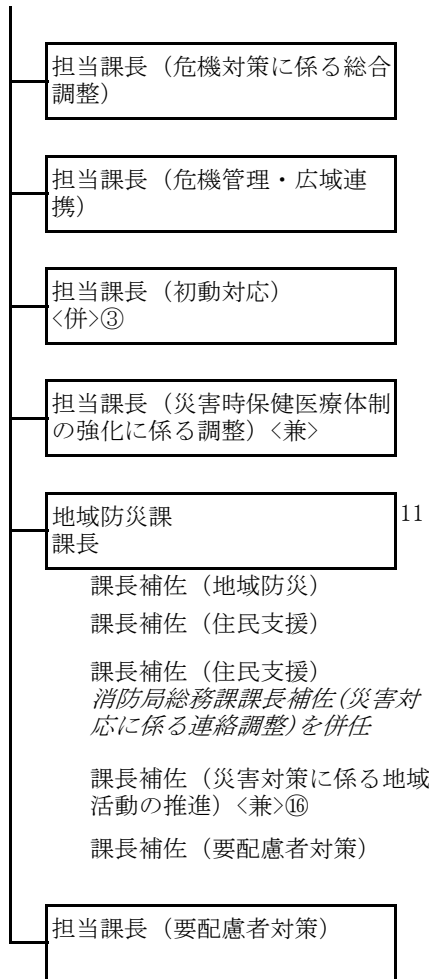 担当課長（危機対策に係る総合
調整）
担当課長（危機管理・広域連
携）
担当課長（初動対応）
<併>③
担当課長（災害時保健医療体制
の強化に係る調整）<兼>
地域防災課
課長
11
課長補佐（地域防災）
課長補佐（住民支援）
課長補佐（住民支援）
消防局総務課課長補佐(災害対
応に係る連絡調整)を併任
課長補佐（災害対策に係る地域
活動の推進）<兼>⑯
課長補佐（要配慮者対策）
担当課長（要配慮者対策）